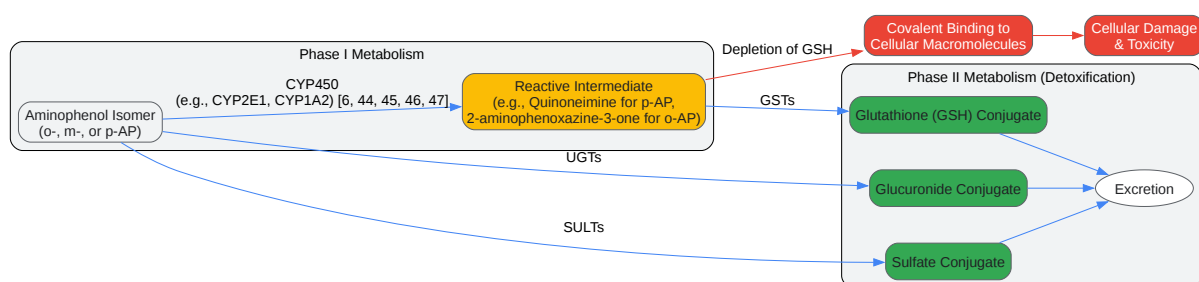 Phase I Metabolism
Aminophenol Isomer
(o-, m-, or p-AP)
CYP450
(e.g., CYP2E1, CYP1A2) [6, 44, 45, 46, 47]
Reactive Intermediate
(e.g., Quinoneimine for p-AP,
2-aminophenoxazine-3-one for o-AP)
Depletion of GSH
Covalent Binding to
Cellular Macromolecules
Cellular Damage
& Toxicity
Phase II Metabolism (Detoxification)
GSTs
Glutathione (GSH) Conjugate
UGTs
Glucuronide Conjugate
Excretion
SULTs
Sulfate Conjugate